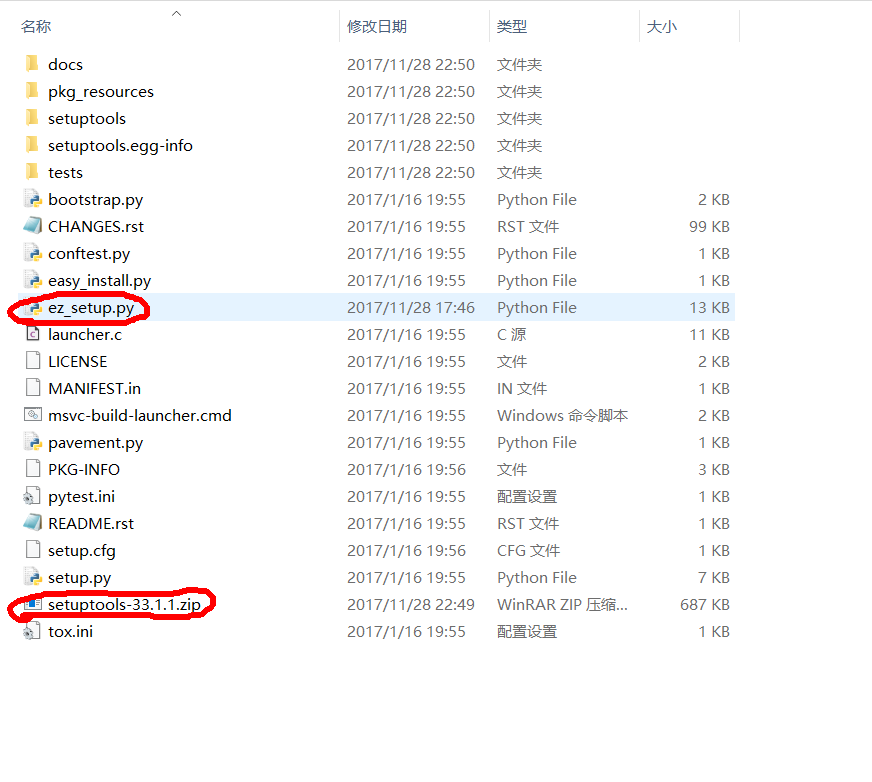 名称 修改日期 类型 大小
docs 2017/11/28 22:50 文件夹
pkg_resources 2017/11/28 22:50 文件夹
setuptools 2017/11/28 22:50 文件夹
setuptools.egg-info 2017/11/28 22:50 文件夹
tests 2017/11/28 22:50 文件夹
bootstrap.py 2017/1/16 19:55 Python File 2 KB
CHANGES.rst 2017/1/16 19:55 RST 文件 99 KB
conftest.py 2017/1/16 19:55 Python File 1 KB
easy_install.py 2017/1/16 19:55 Python File 1 KB
ez_setup.py 2017/11/28 17:46 Python File 13 KB
launcher.c 2017/1/16 19:55 C 源 11 KB
LICENSE 2017/1/16 19:55 文件 2 KB
MANIFEST.in 2017/1/16 19:55 IN 文件 1 KB
msvc-build-launcher.cmd 2017/1/16 19:55 Windows 命令脚本 2 KB
pavement.py 2017/1/16 19:55 Python File 1 KB
PKG-INFO 2017/1/16 19:56 文件 3 KB
pytest.ini 2017/1/16 19:55 配置设置 1 KB
README.rst 2017/1/16 19:55 RST 文件 1 KB
setup.cfg 2017/1/16 19:56 CFG 文件 1 KB
setup.py 2017/1/16 19:55 Python File 7 KB
setuptools-33.1.1.zip 2017/11/28 22:49 WinRAR ZIP 压缩... 687 KB
tox.ini 2017/1/16 19:55 配置设置 1 KB